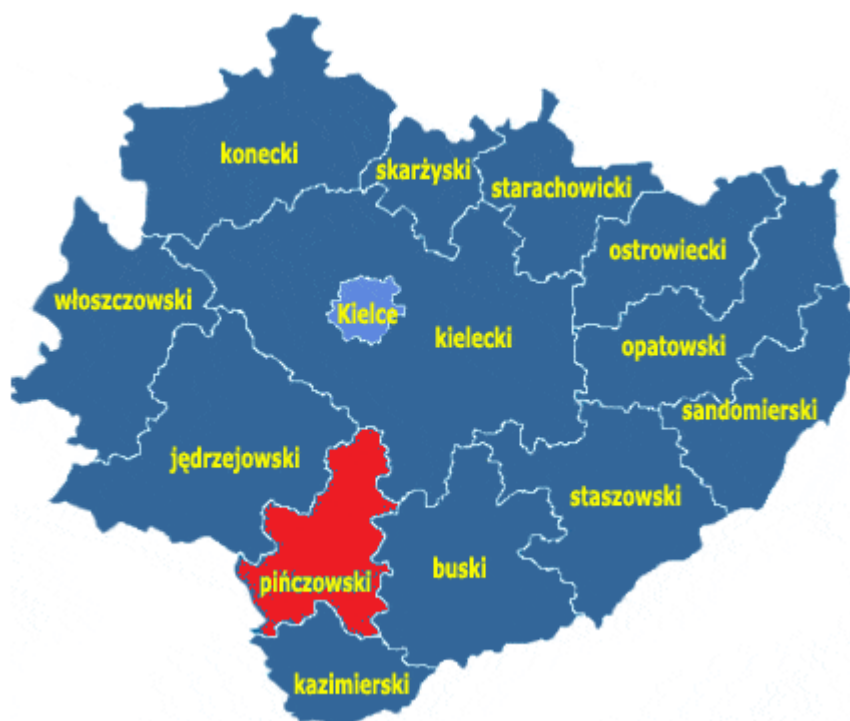 konecki
skarżyski
starachowicki
ostrowiecki
włoszczowski
Kielce
kielecki
opatowski
sandomierski
jędrzejowski
staszowski
pińczowski
buski
kazimierski